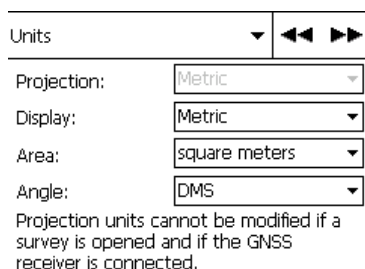 Units
Projection: Metric
Display: Metric
Area: square meters
Angle: DMS
Projection units cannot be modified if a
survey is opened and if the GNSS
receiver is connected.